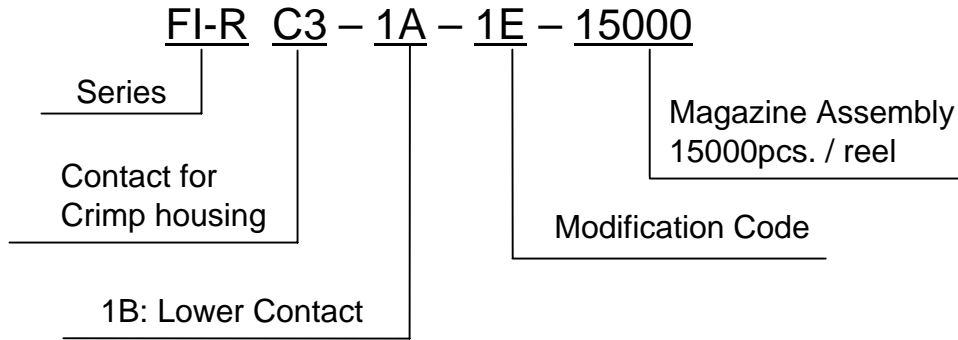 FI-R C3 – 1A – 1E – 15000
Series
Magazine Assembly
15000pcs. / reel
Contact for
Crimp housing
Modification Code
1B: Lower Contact